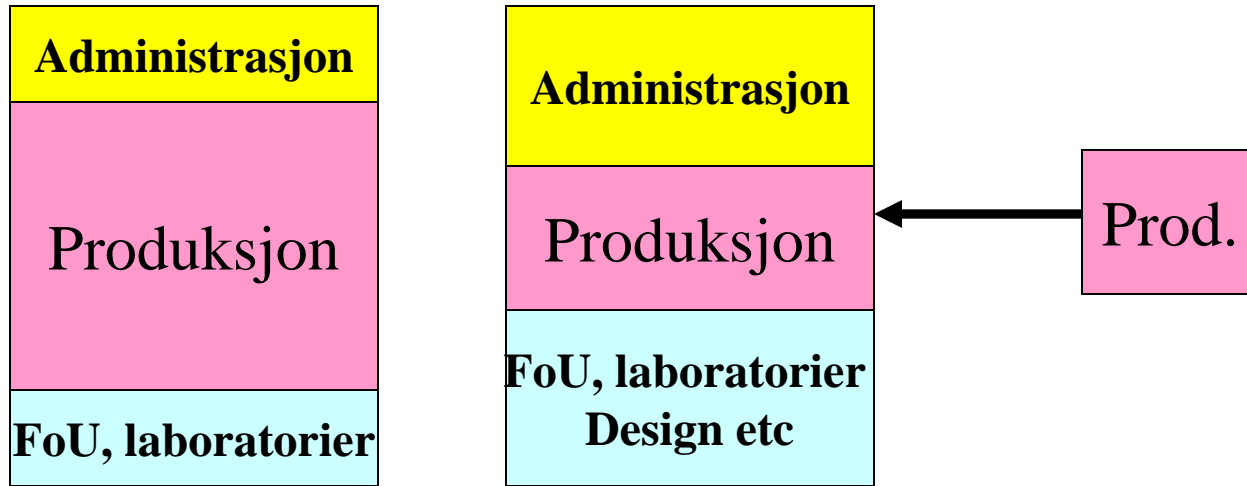 Administrasjon
Produksjon
FoU, laboratorier
Administrasjon
Produksjon
FoU, laboratorier
Design etc
Prod.